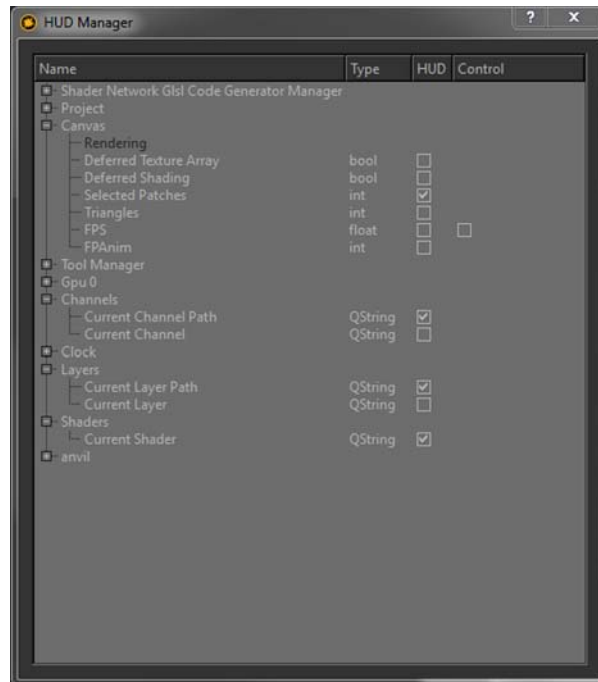 HUD Manager ? x
Name Type HUD Control
Shader Network Glsl Code Generator Manager
Project
Canvas
Rendering
Deferred Texture Array bool
Deferred Shading bool
Selected Patches int
Triangles int
FPS float
FPAnim int
Tool Manager
Gpu 0
Channels
Current Channel Path QString
Current Channel QString
Clock
Layers
Current Layer Path QString
Current Layer QString
Shaders
Current Shader QString
anvil